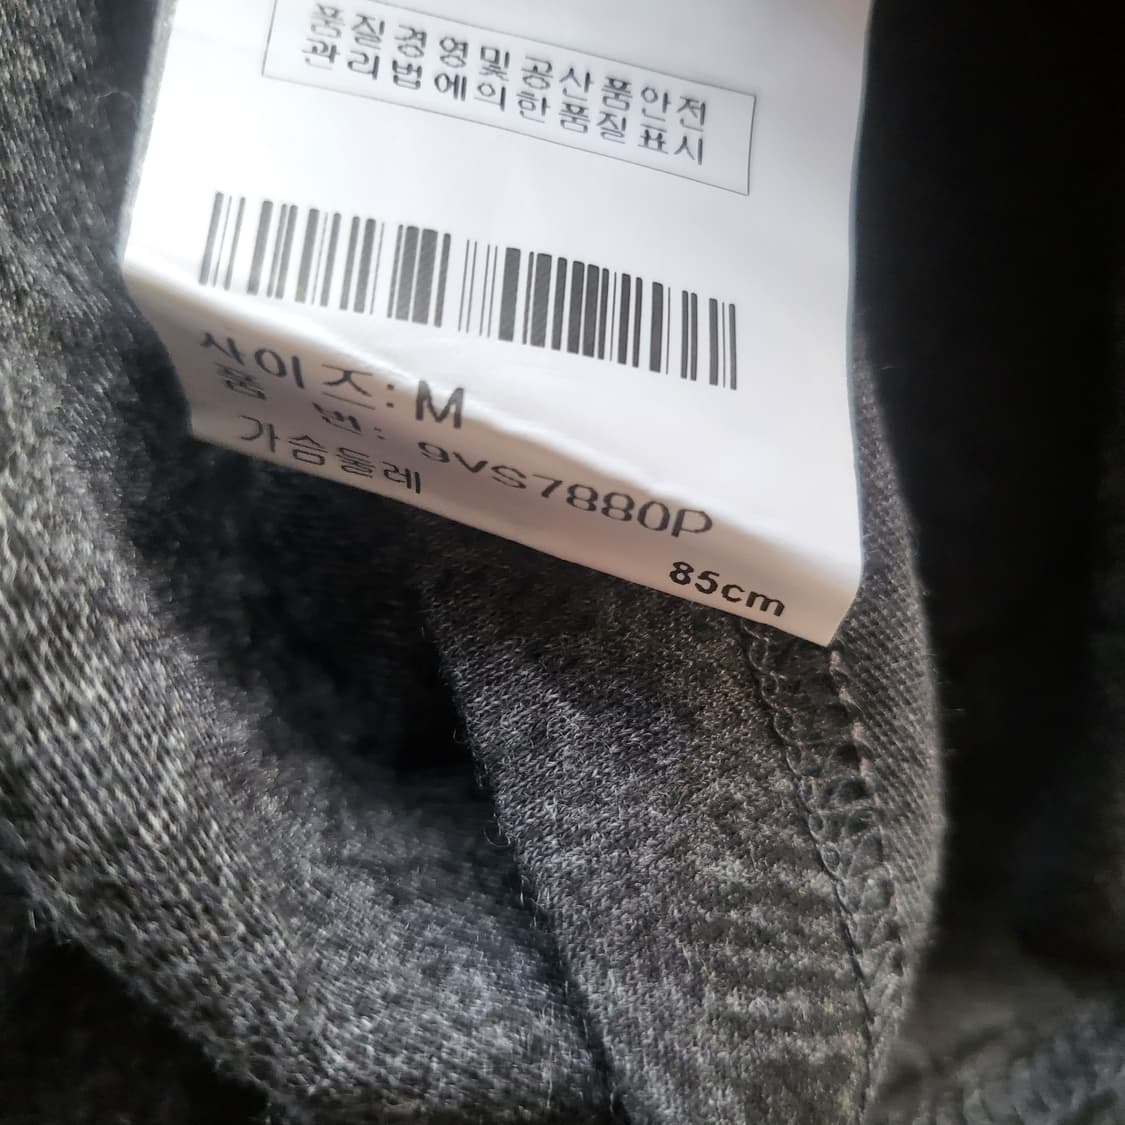 품질경영및공산품안전
관리법에의한품질표시
사이즈: M
품 번: 9VS7880P
가슴둘레 85cm